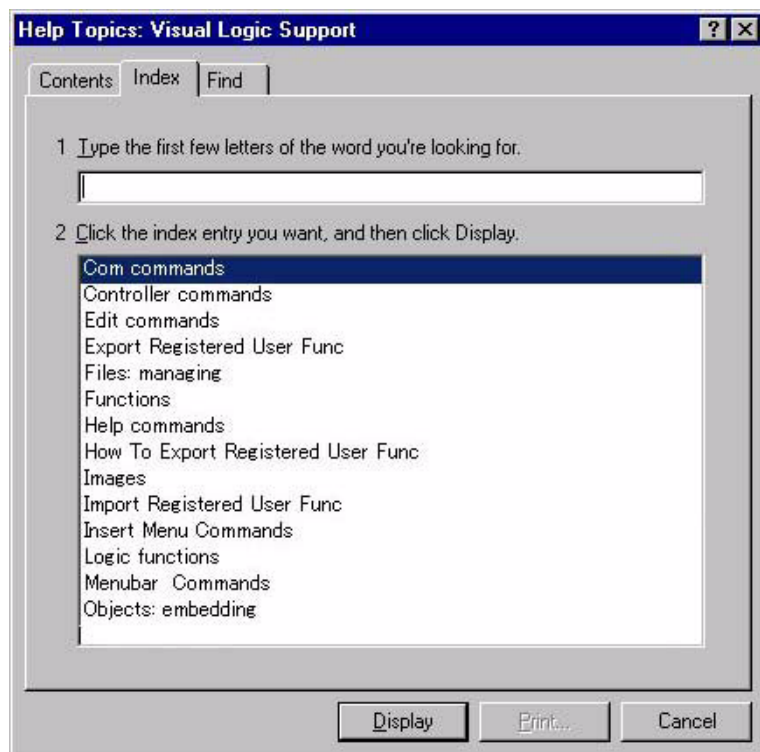 Help Topics: Visual Logic Support
Contents Index Find
1 Type the first few letters of the word you're looking for.
2 Click the index entry you want, and then click Display.
Com commands
Controller commands
Edit commands
Export Registered User Func
Files: managing
Functions
Help commands
How To Export Registered User Func
Images
Import Registered User Func
Insert Menu Commands
Logic functions
Menubar  Commands
Objects: embedding
Display Print... Cancel